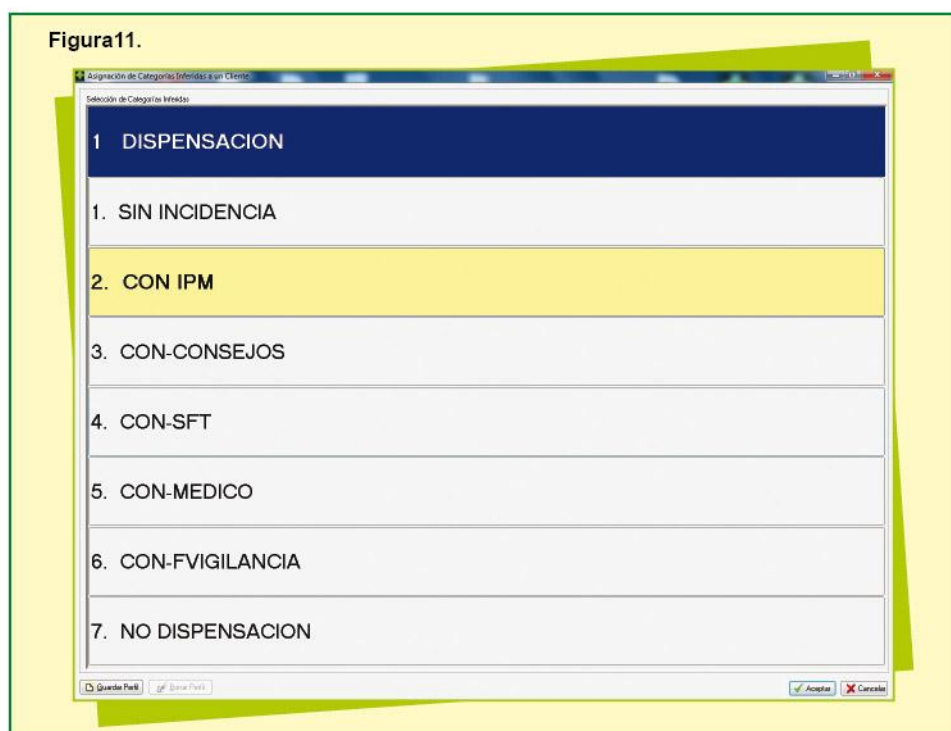 Figura11.
Asignación de Categorías Inferidas a un Cliente
Selección de Categorías Inferidas
1 DISPENSACION
1. SIN INCIDENCIA
2. CON IPM
3. CON-CONSEJOS
4. CON-SFT
5. CON-MEDICO
6. CON-FVIGILANCIA
7. NO DISPENSACION
Guardar Perfil Borrar Perfil Aceptar Cancelar